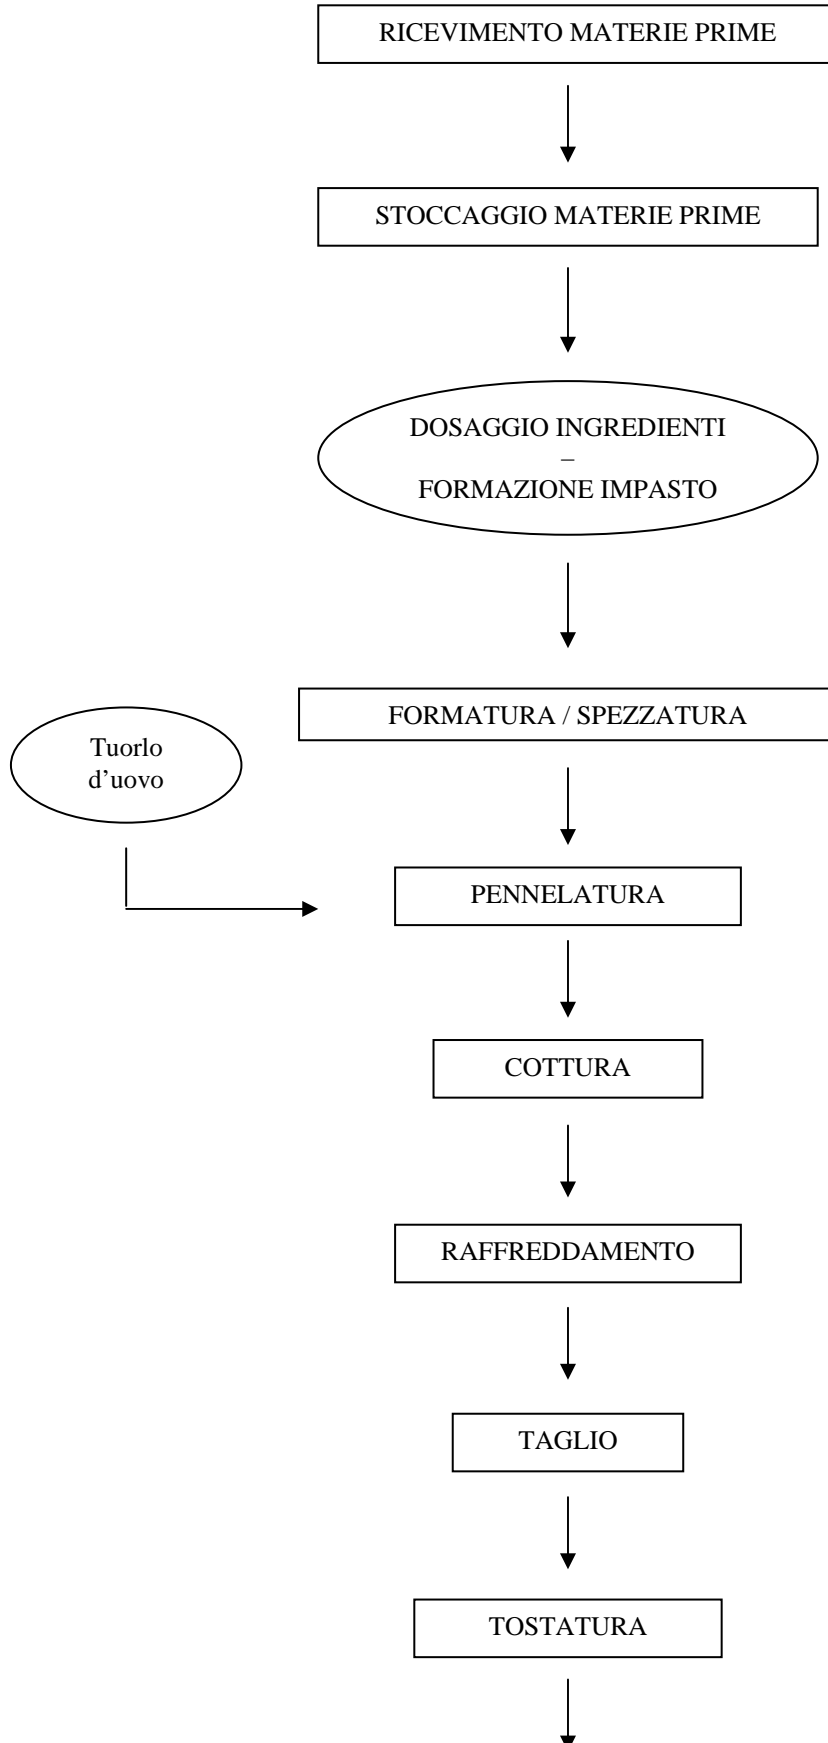 RICEVIMENTO MATERIE PRIME
STOCCAGGIO MATERIE PRIME
DOSAGGIO INGREDIENTI
–
FORMAZIONE IMPASTO
FORMATURA / SPEZZATURA
Tuorlo
d’uovo
PENNELATURA
COTTURA
RAFFREDDAMENTO
TAGLIO
TOSTATURA